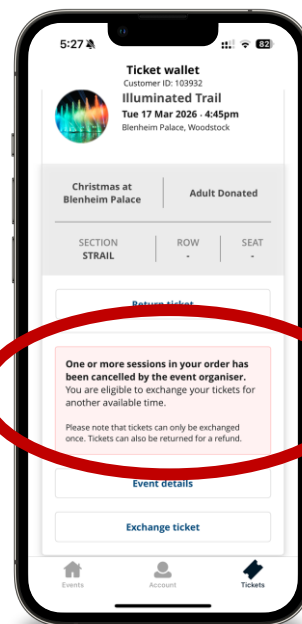 5:27
82
Ticket wallet
Customer ID: 103932
Illuminated Trail
Tue 17 Mar 2026 - 4:45pm
Blenheim Palace, Woodstock
Christmas at
Blenheim Palace
Adult Donated
SECTION
STRAIL
ROW
-
SEAT
-
Return ticket
One or more sessions in your order has
been cancelled by the event organiser.
You are eligible to exchange your tickets for
another available time.
Please note that tickets can only be exchanged
once. Tickets can also be returned for a refund.
Event details
Exchange ticket
Events
Account
Tickets